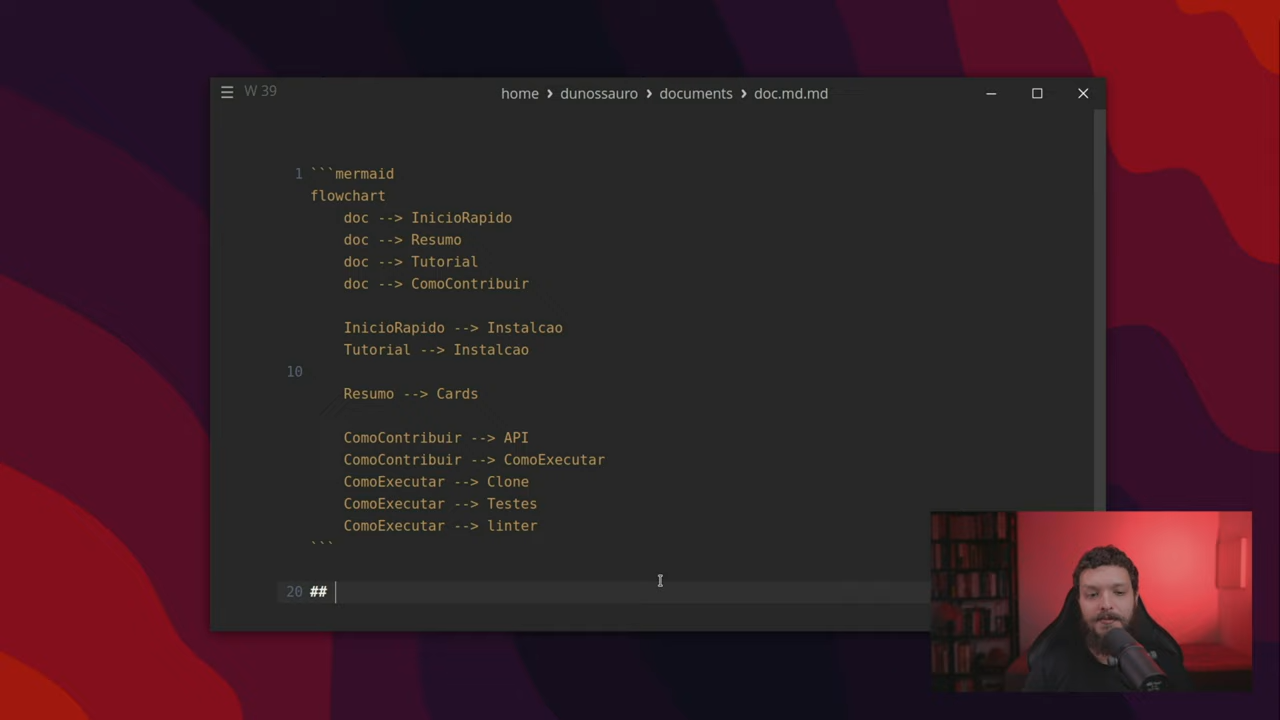 W 39
home › dunossauro › documents › doc.md.md
1 ```mermaid
flowchart
doc --> InicioRapido
doc --> Resumo
doc --> Tutorial
doc --> ComoContribuir
InicioRapido --> Instalcao
Tutorial --> Instalcao
10
Resumo --> Cards
ComoContribuir --> API
ComoContribuir --> ComoExecutar
ComoExecutar --> Clone
ComoExecutar --> Testes
ComoExecutar --> linter
```
20 ##